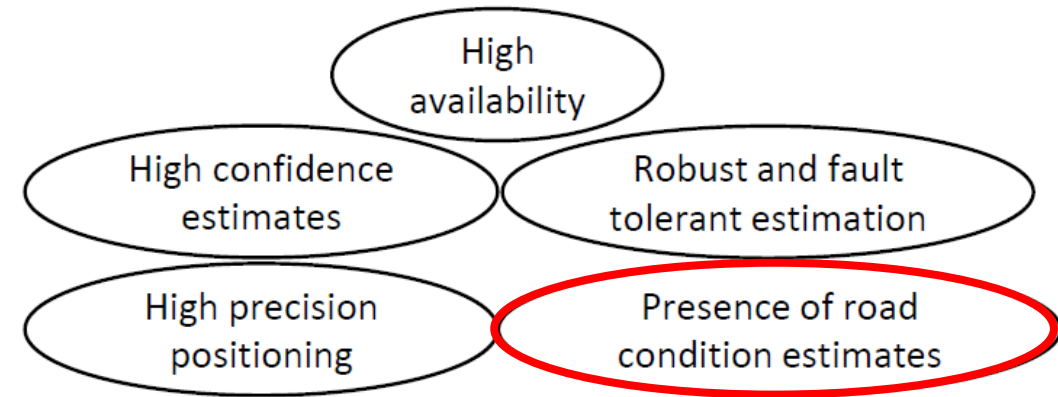 High
availability
High confidence
estimates
Robust and fault
tolerant estimation
High precision
positioning
Presence of road
condition estimates